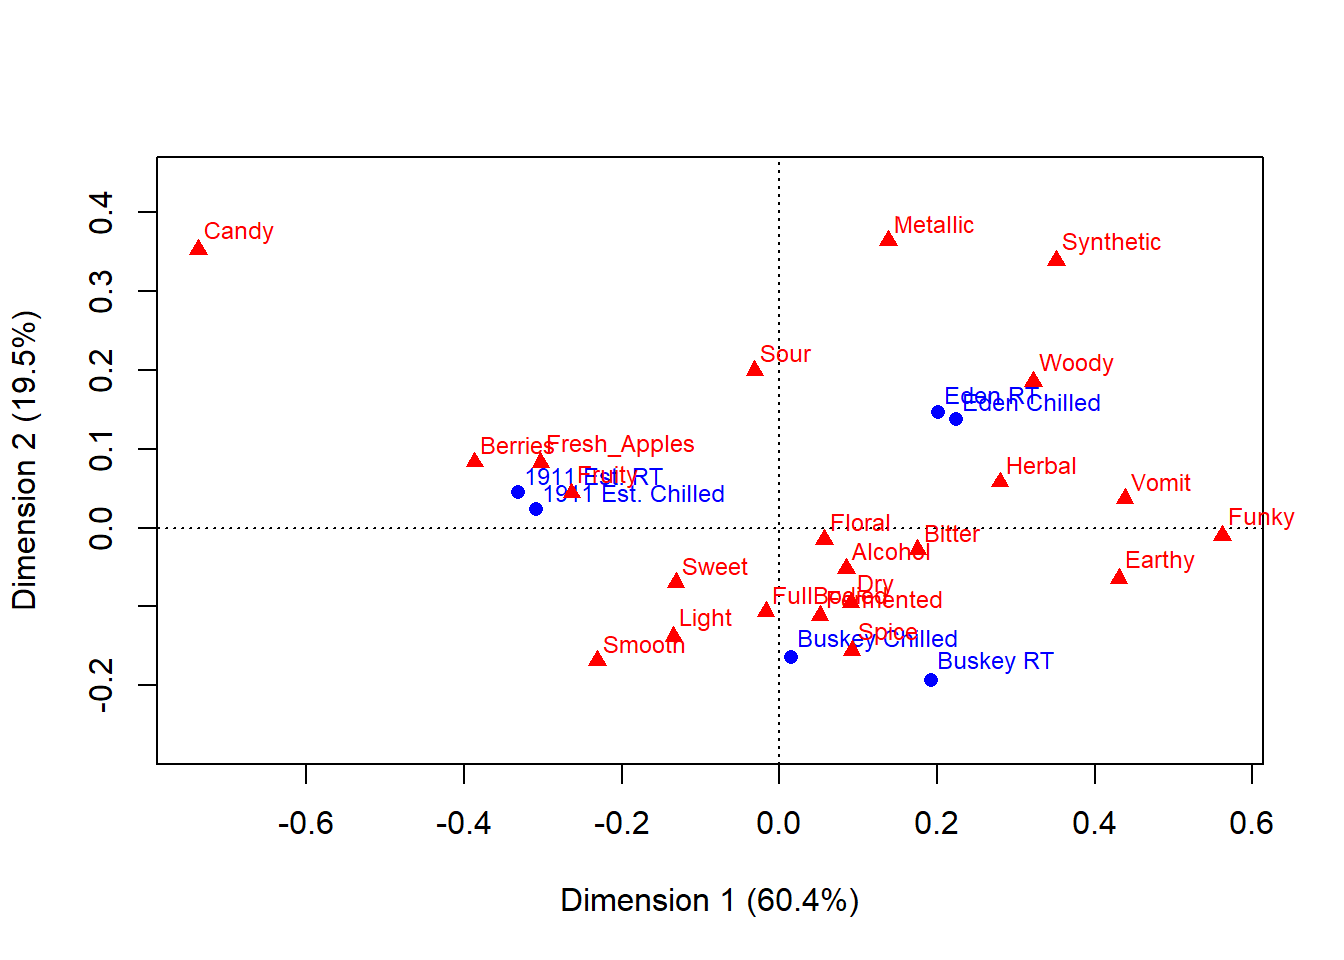 Candy
Metallic
Synthetic
Sour
Woody
Eden RT
Eden Chilled
Berries
Fresh_Apples
Fruity
1911 Est. RT
1911 Est. Chilled
Herbal
Vomit
Funky
Floral
Bitter
Alcohol
Earthy
Sweet
Dry
FullBodied
Fermented
Light
Spice
Smooth
Buskey Chilled
Buskey RT
0.4
0.3
0.2
0.1
0.0
-0.2
Dimension 2 (19.5%)
-0.6
-0.4
-0.2
0.0
0.2
0.4
0.6
Dimension 1 (60.4%)